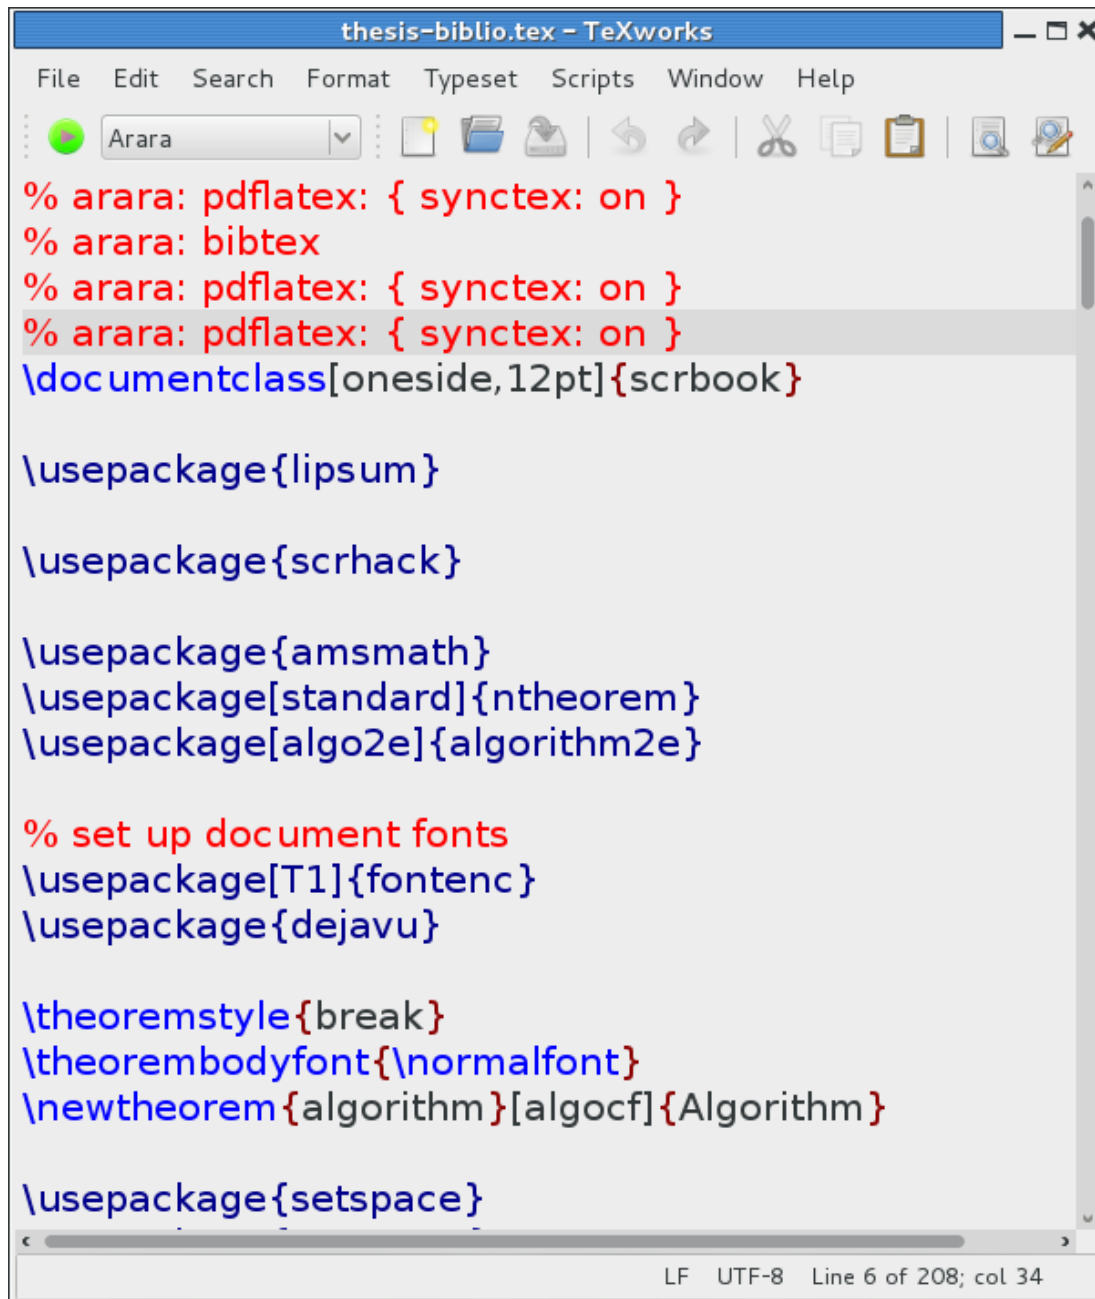 thesis-biblio.tex - TeXworks
File Edit Search Format Typeset Scripts Window Help
Arara
% arara: pdflatex: { synctex: on }
% arara: bibtex
% arara: pdflatex: { synctex: on }
% arara: pdflatex: { synctex: on }
\documentclass[oneside,12pt]{scrbook}
\usepackage{lipsum}
\usepackage{scrhack}
\usepackage{amsmath}
\usepackage[standard]{ntheorem}
\usepackage[algo2e]{algorithm2e}
% set up document fonts
\usepackage[T1]{fontenc}
\usepackage{dejavu}
\theoremstyle{break}
\theorembodyfont{\normalfont}
\newtheorem{algorithm}[algocf]{Algorithm}
\usepackage{setspace}
LF UTF-8 Line 6 of 208; col 34